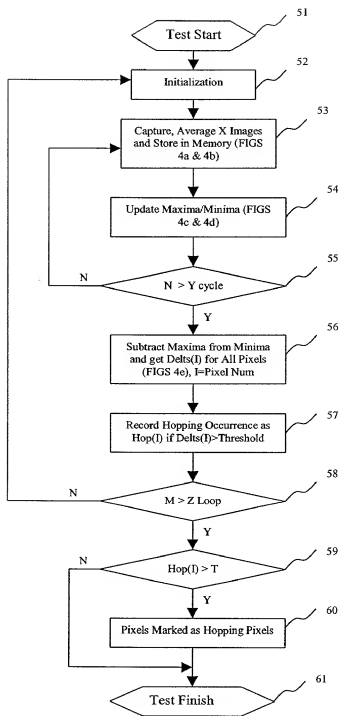 51
Test Start
52
Initialization
53
Capture, Average X Images
and Store in Memory (FIGS
4a & 4b)
54
Update Maxima/Minima (FIGS
4c & 4d)
55
N
N > Y cycle
Y
56
Subtract Maxima from Minima
and get Delts(I) for All Pixels
(FIGS 4e), I=Pixel Num
57
Record Hopping Occurrence as
Hop(I) if Delts(I)>Threshold
58
N
M > Z Loop
Y
59
N
Hop(I) > T
Y
60
Pixels Marked as Hopping Pixels
61
Test Finish